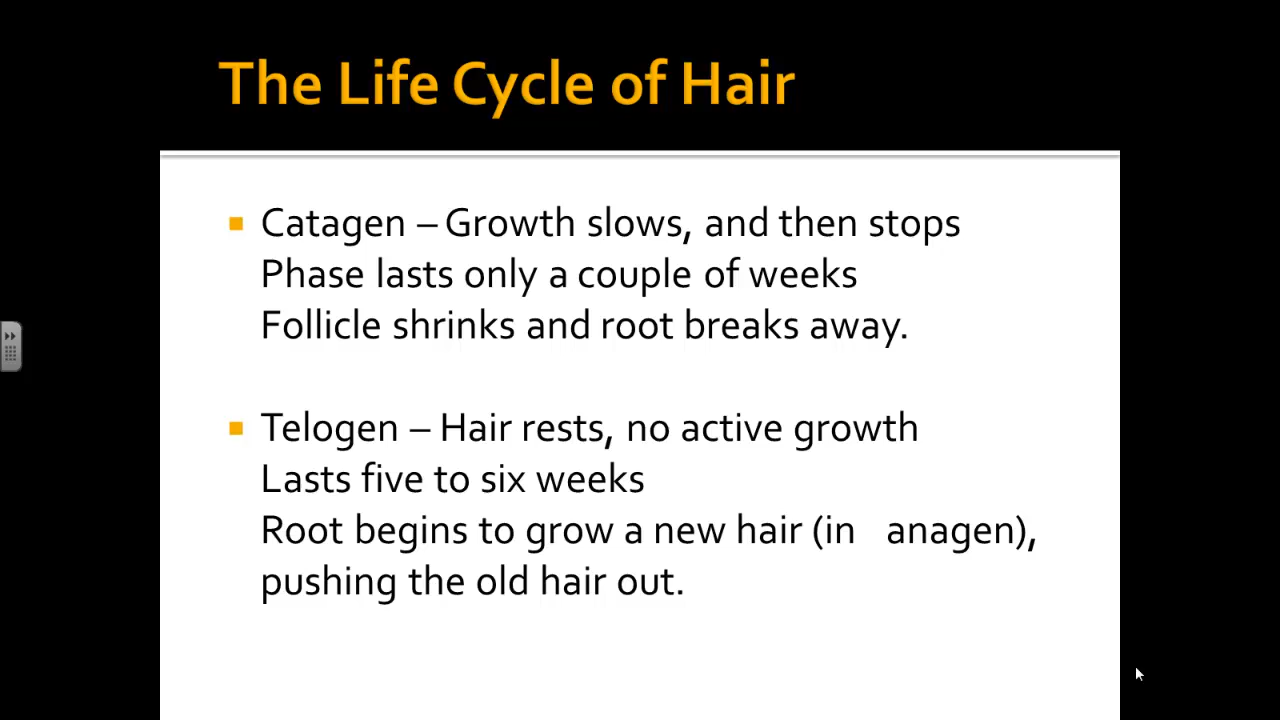 The Life Cycle of Hair
Catagen – Growth slows, and then stops
Phase lasts only a couple of weeks
Follicle shrinks and root breaks away.
Telogen – Hair rests, no active growth
Lasts five to six weeks
Root begins to grow a new hair (in   anagen),
pushing the old hair out.